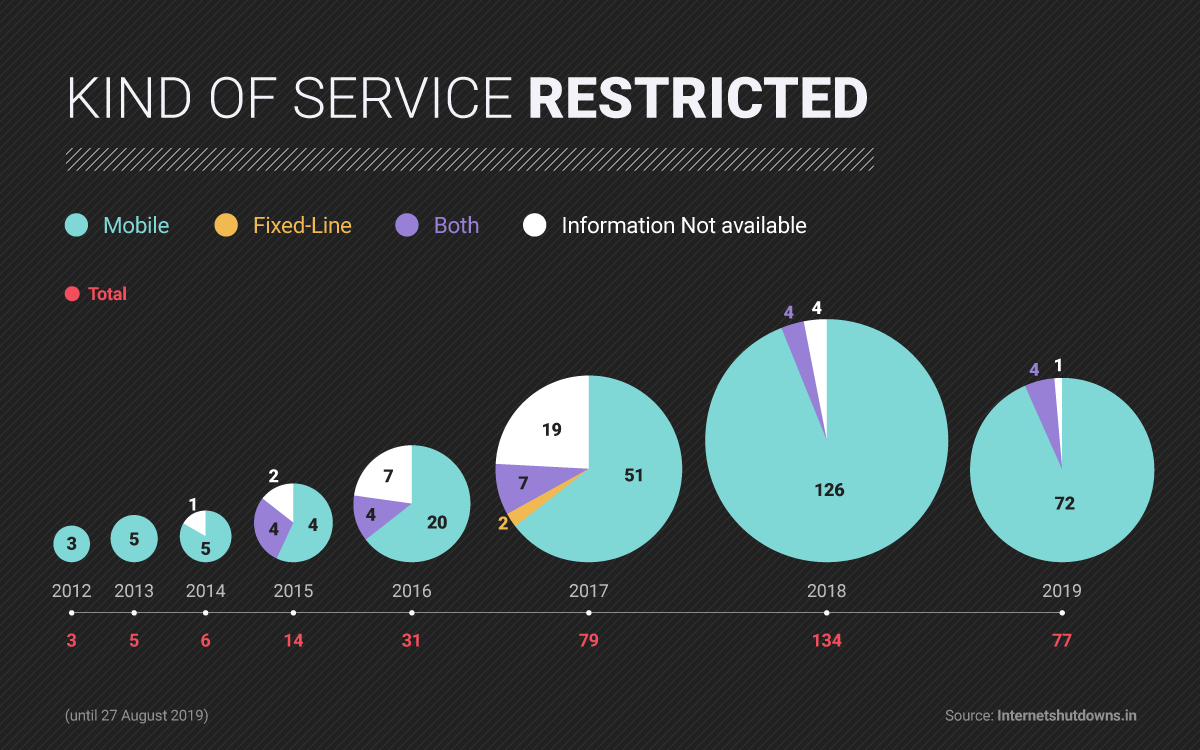 KIND OF SERVICE RESTRICTED
Mobile Fixed-Line Both Information Not available
Total
3
5
1
5
2
4 4
7
4 20
19
7 51
2
4 4
126
4 1
72
2012 2013 2014 2015 2016 2017 2018 2019
3 5 6 14 31 79 134 77
(until 27 August 2019) Source: Internetshutdowns.in